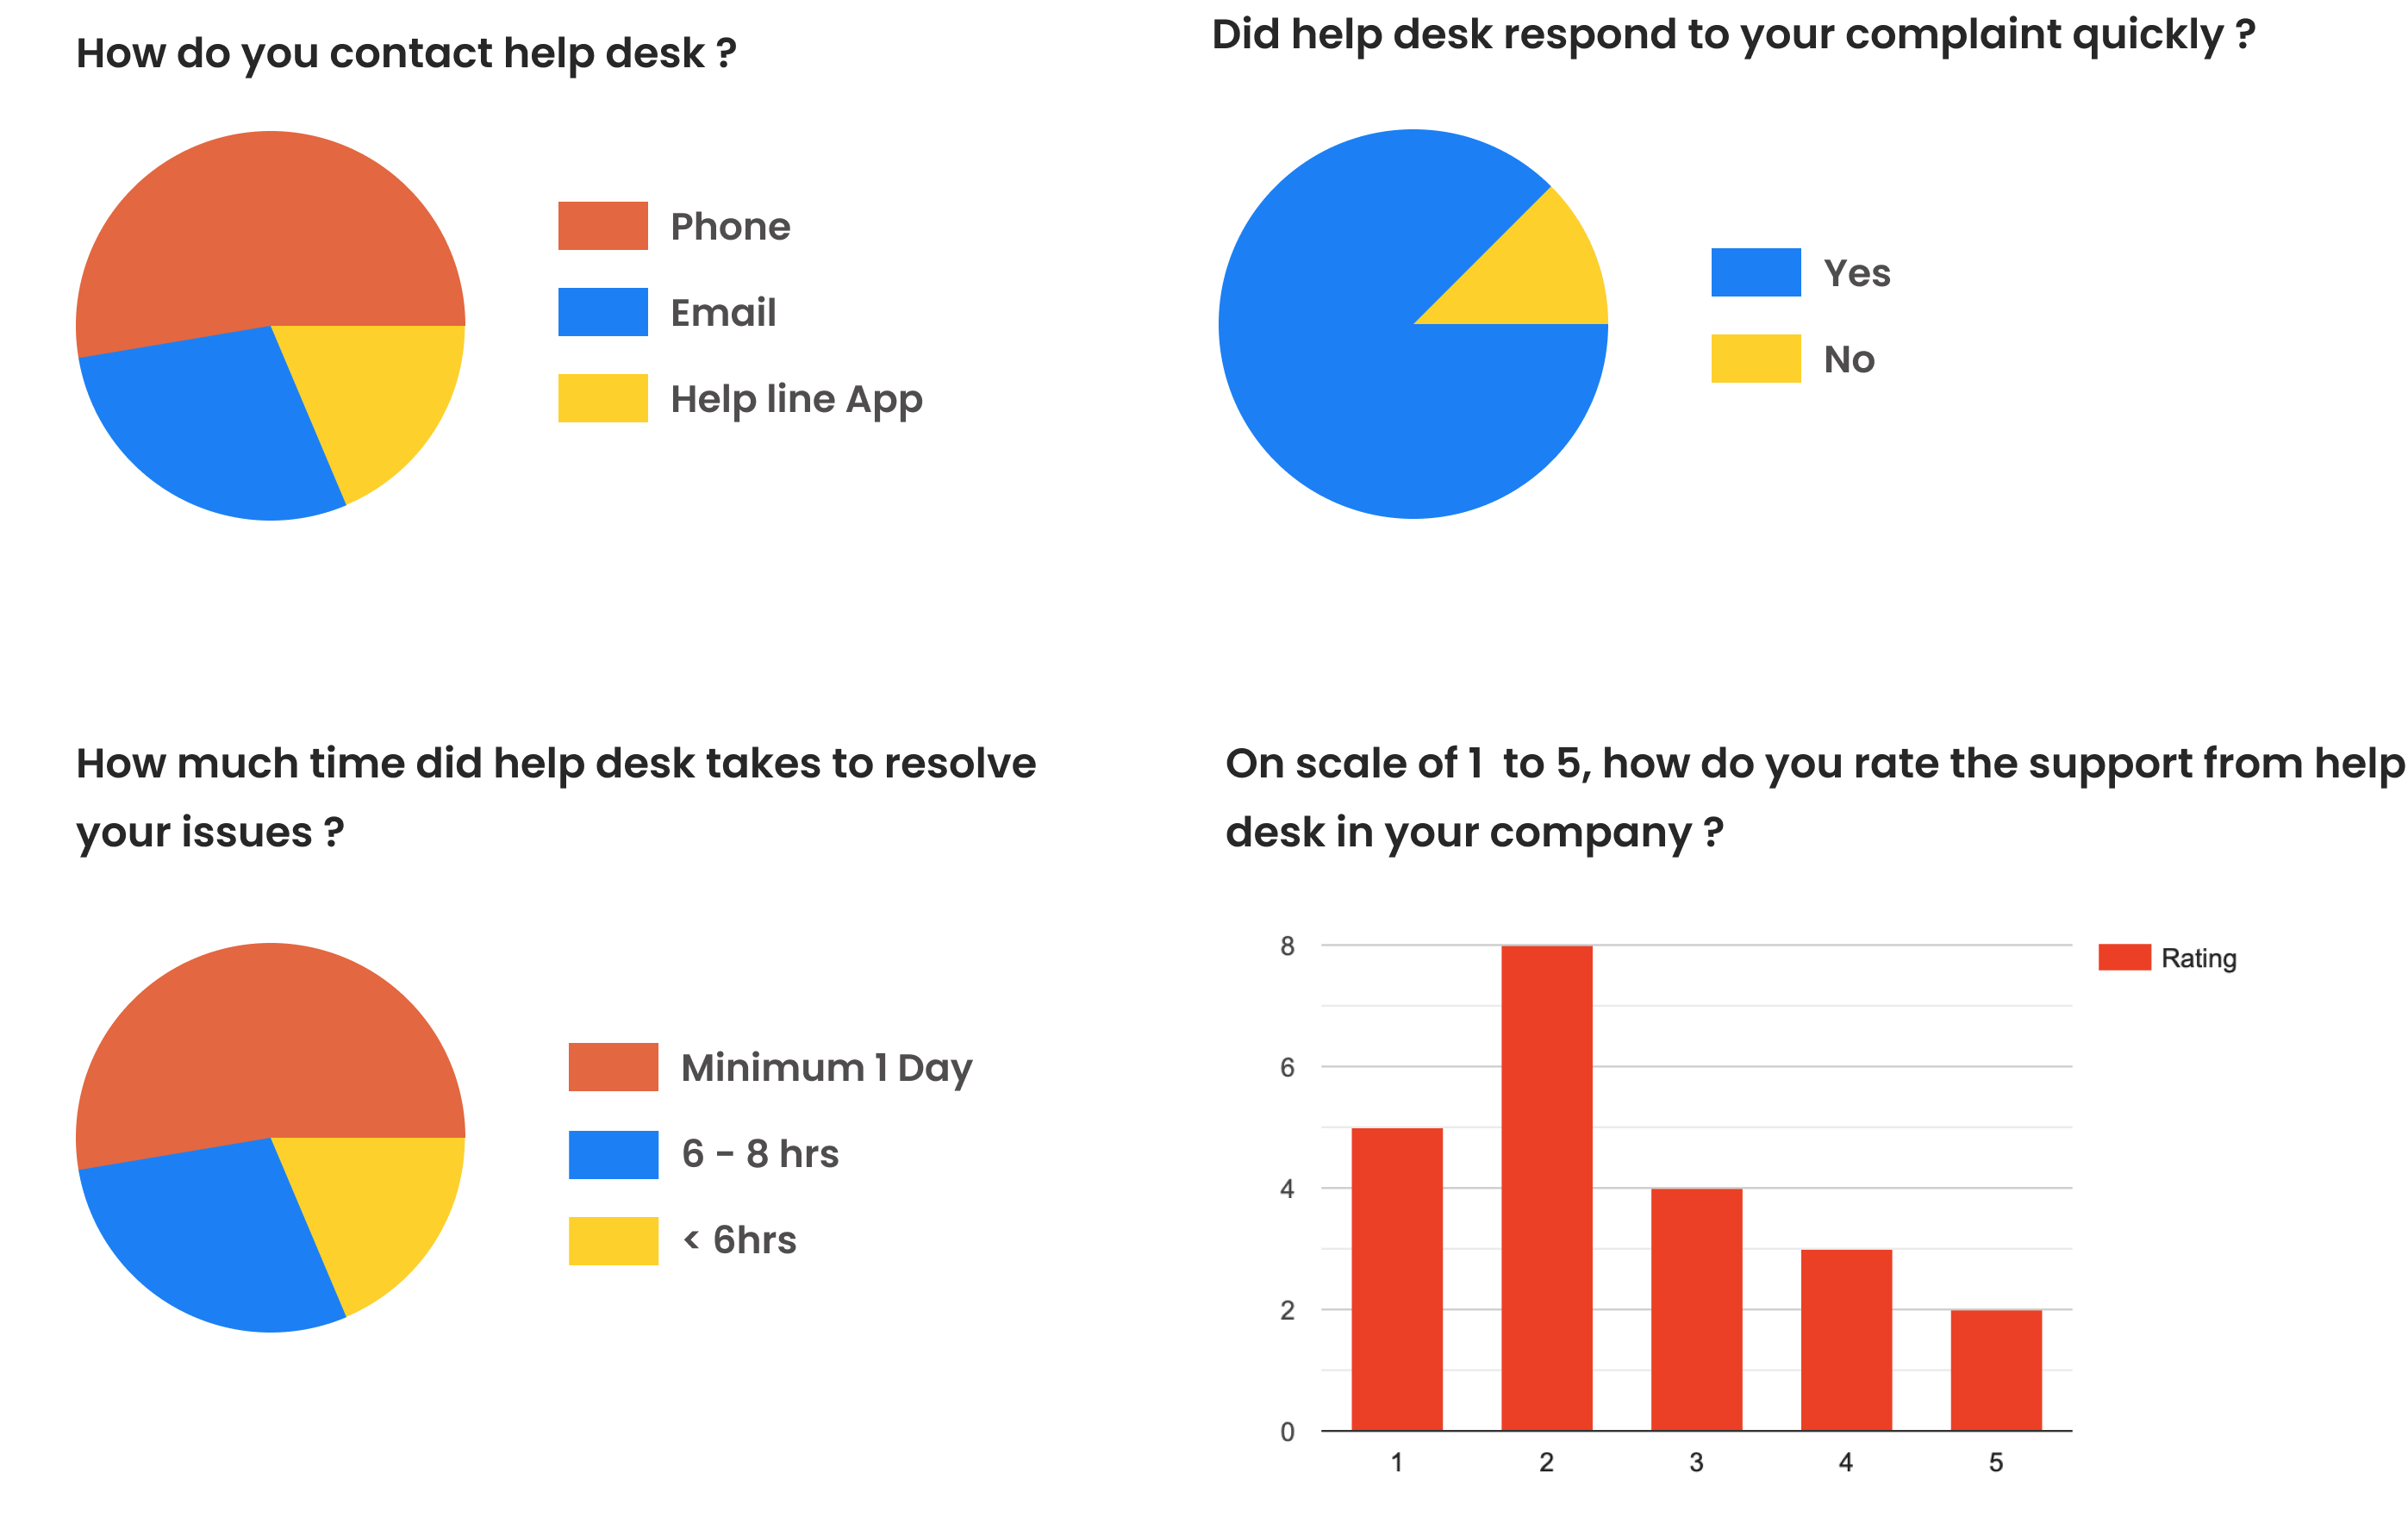 How do you contact help desk ?
Phone
Email
Help line App
Did help desk respond to your complaint quickly ?
Yes
No
How much time did help desk takes to resolve
your issues ?
Minimum 1 Day
6 - 8 hrs
< 6hrs
On scale of 1  to 5, how do you rate the support from help
desk in your company ?
8
6
4
2
0
1 2 3 4 5
Rating